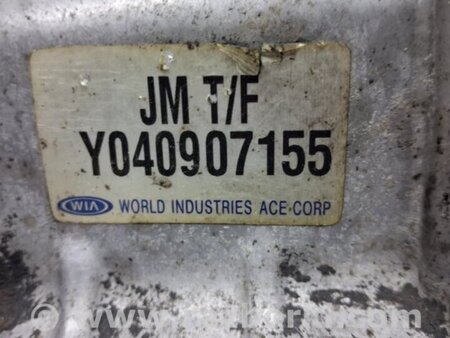 JM T/F
Y040907155
WIA WORLD INDUSTRIES ACE·CORP